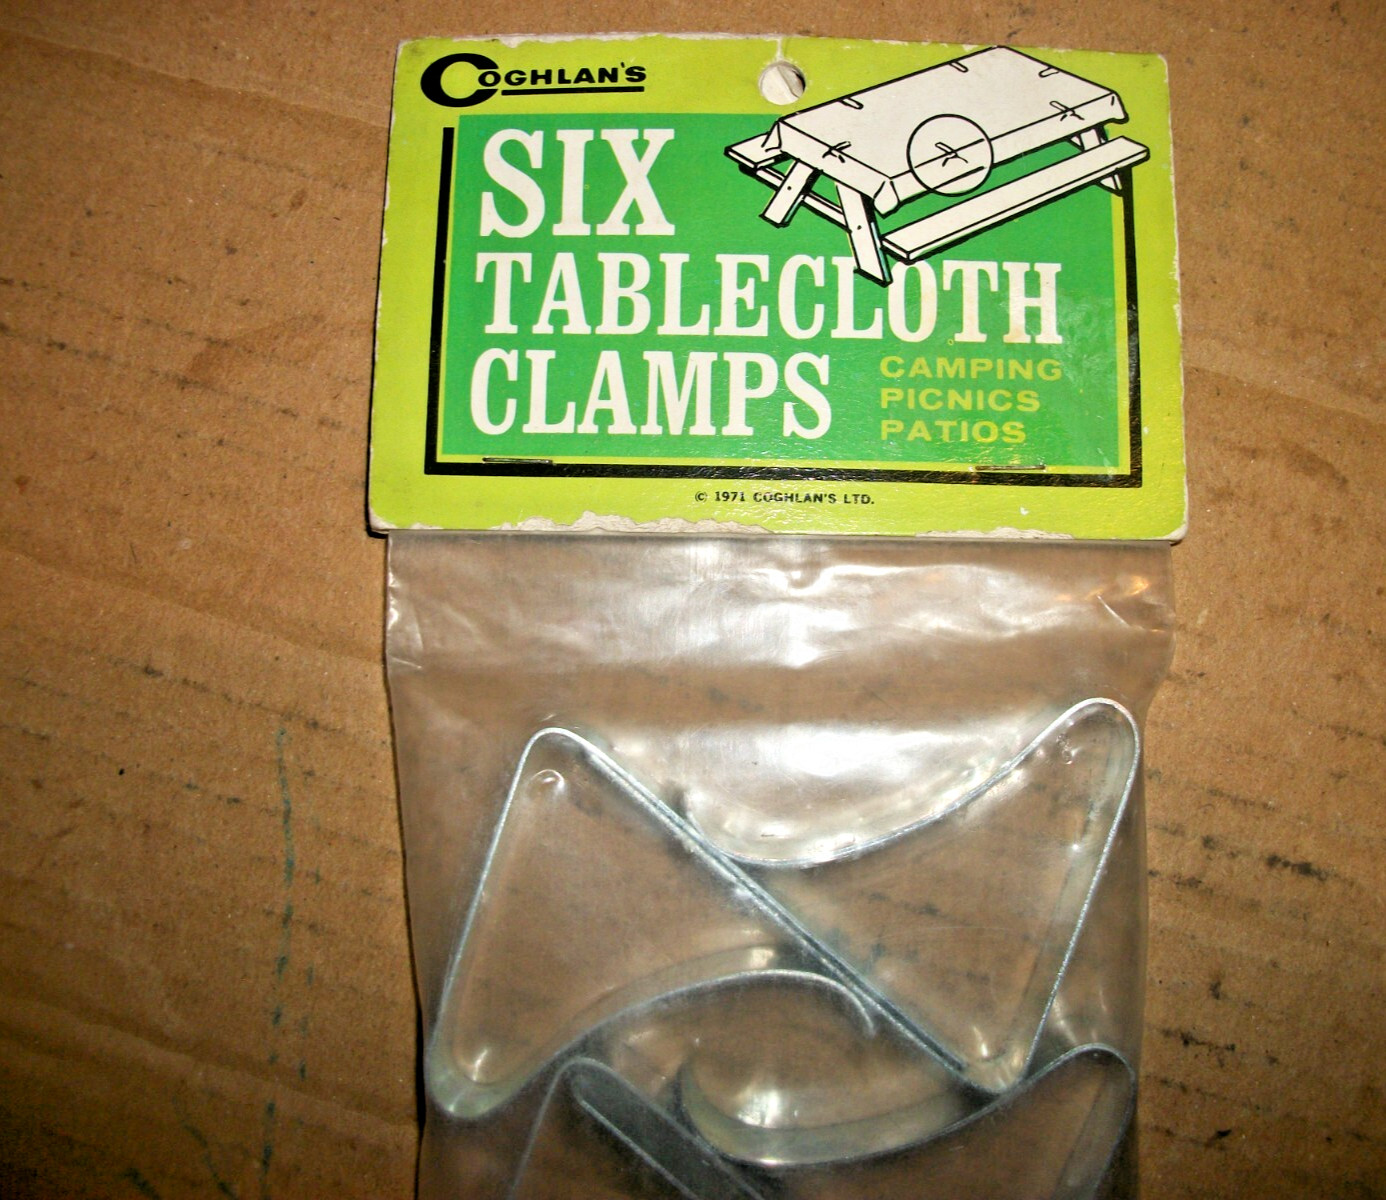 COGHLAN'S
SIX
TABLECLOTH
CLAMPS
CAMPING
PICNICS
PATIOS
© 1971 COGHLAN'S LTD.